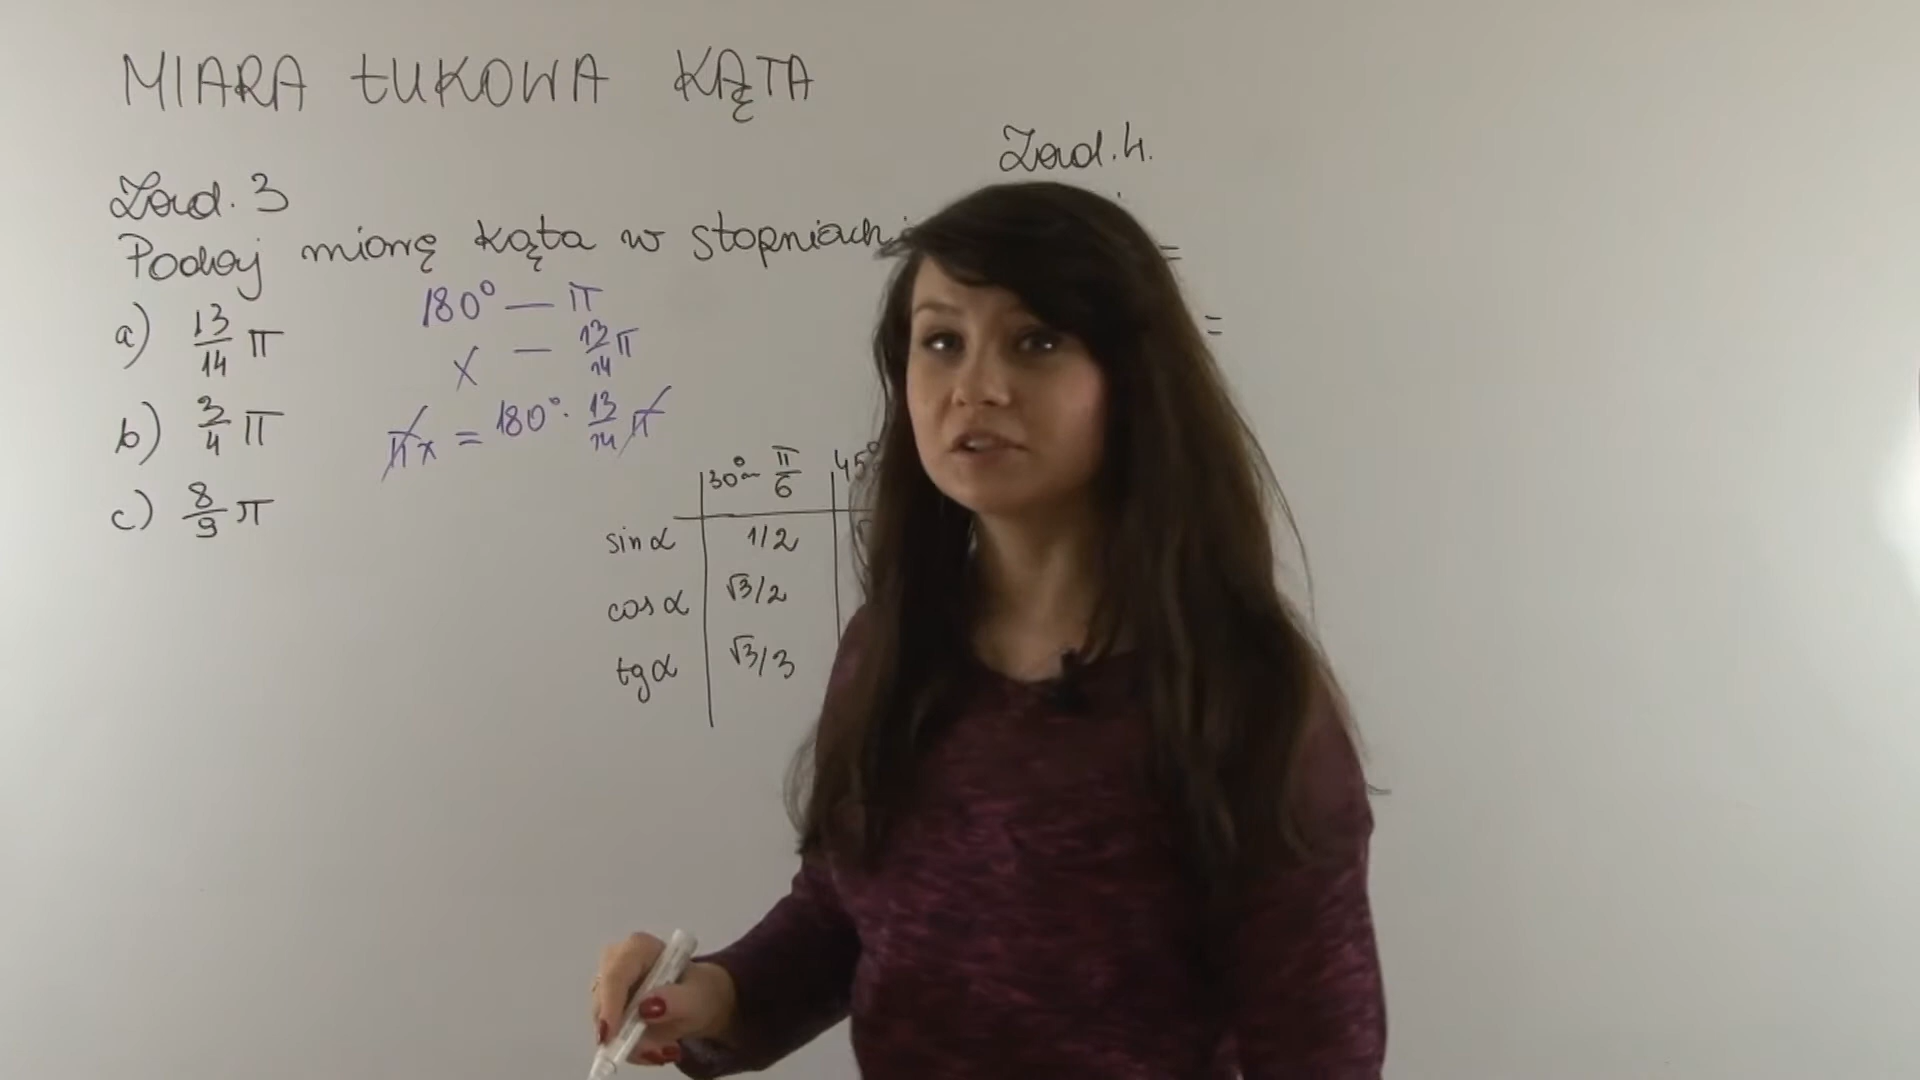 MIARA ŁUKOWA KĄTA
Zad. 3
Podaj miarę kąta w stopniach
a) 13/14 π
b) 3/4 π
c) 8/9 π
180° — π
x — 13/14 π
πx = 180° · 13/14 π
30° – π/6 45°
sin α 1/2
cos α √3/2
tg α √3/3
Zad. 4.
=
=